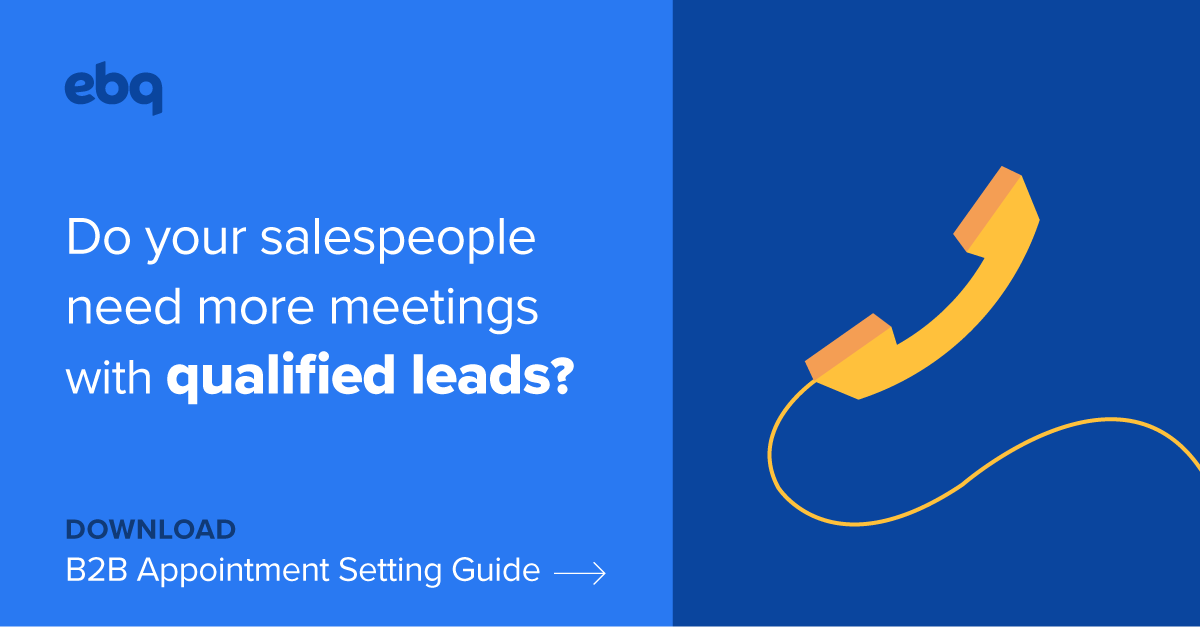 ebq
Do your salespeople
need more meetings
with qualified leads?
DOWNLOAD
B2B Appointment Setting Guide